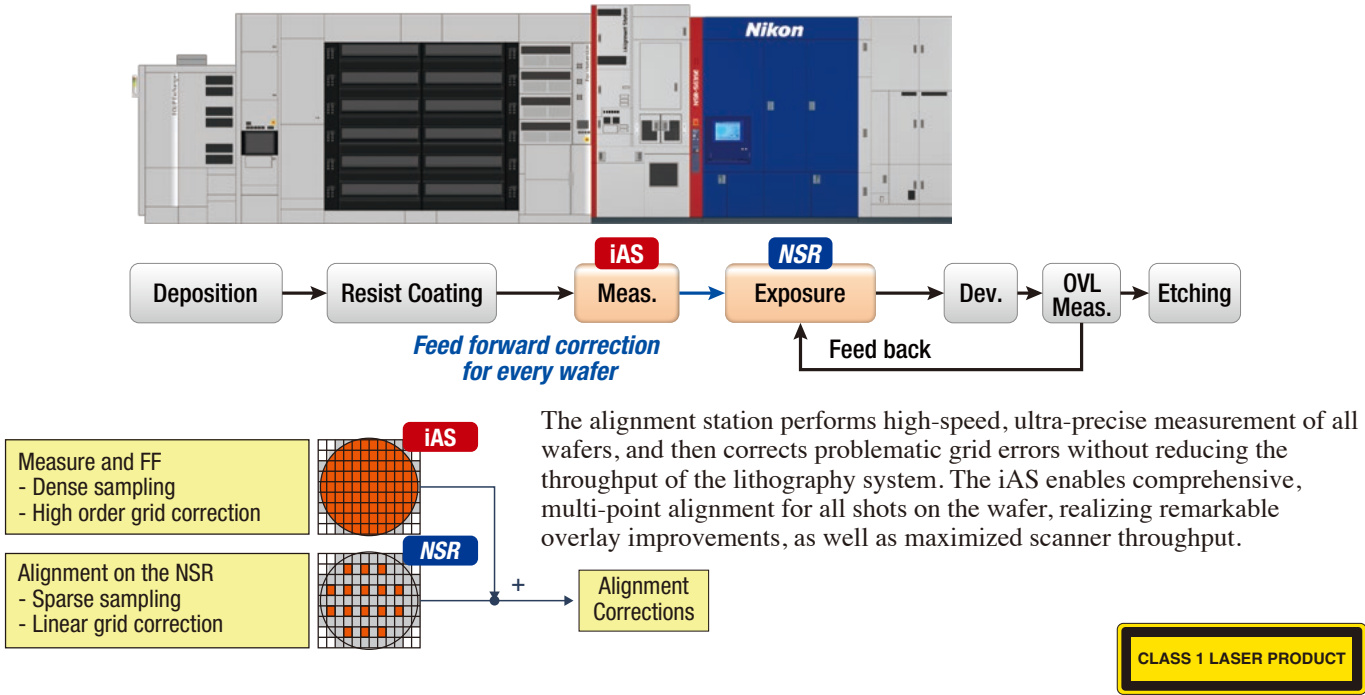 Nikon
iAlignment Station
iAS
NSR
Deposition
Resist Coating
Meas.
Exposure
Dev.
OVL
Meas.
Etching
Feed forward correction
for every wafer
Feed back
Measure and FF
- Dense sampling
- High order grid correction
iAS
Alignment on the NSR
- Sparse sampling
- Linear grid correction
NSR
+
Alignment
Corrections
The alignment station performs high-speed, ultra-precise measurement of all
wafers, and then corrects problematic grid errors without reducing the
throughput of the lithography system. The iAS enables comprehensive,
multi-point alignment for all shots on the wafer, realizing remarkable
overlay improvements, as well as maximized scanner throughput.
CLASS 1 LASER PRODUCT